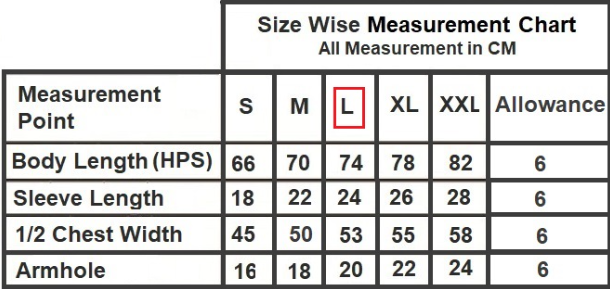 Size Wise Measurement Chart
All Measurement in CM
Measurement Point S M L XL XXL Allowance
Body Length (HPS) 66 70 74 78 82 6
Sleeve Length 18 22 24 26 28 6
1/2 Chest Width 45 50 53 55 58 6
Armhole 16 18 20 22 24 6